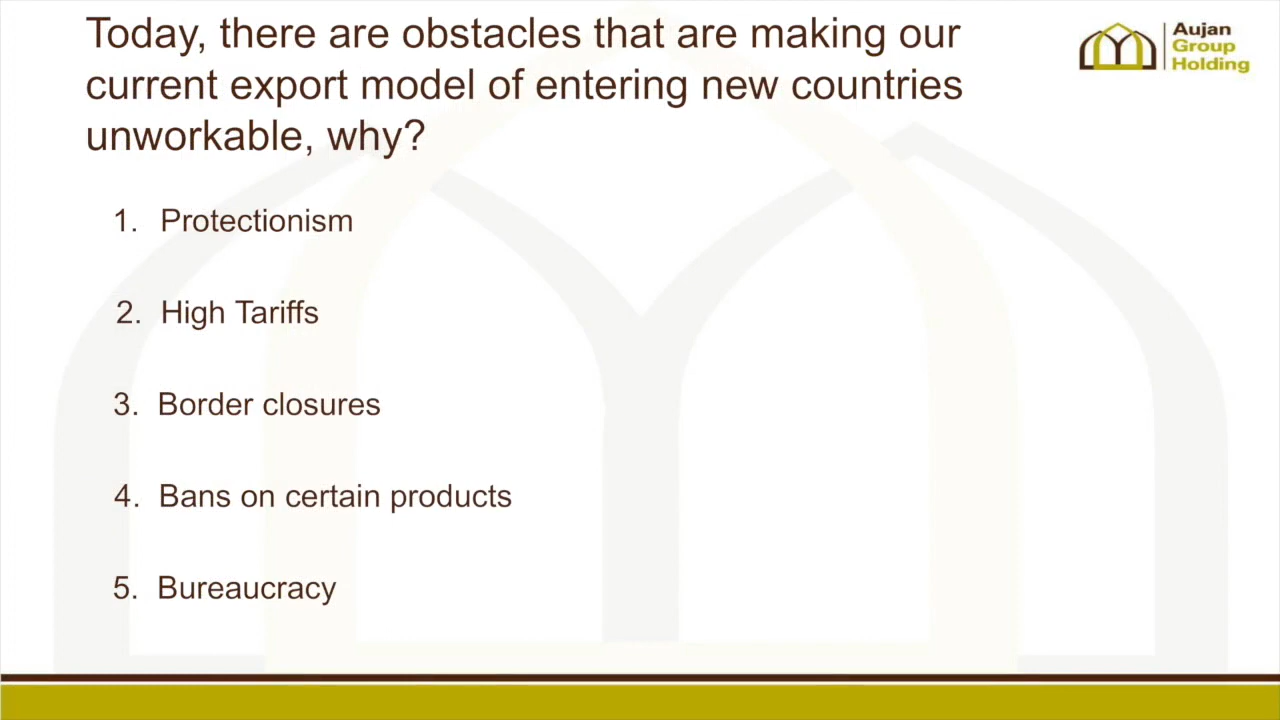 Today, there are obstacles that are making our
current export model of entering new countries
unworkable, why?
Aujan
Group
Holding
1. Protectionism
2. High Tariffs
3. Border closures
4. Bans on certain products
5. Bureaucracy